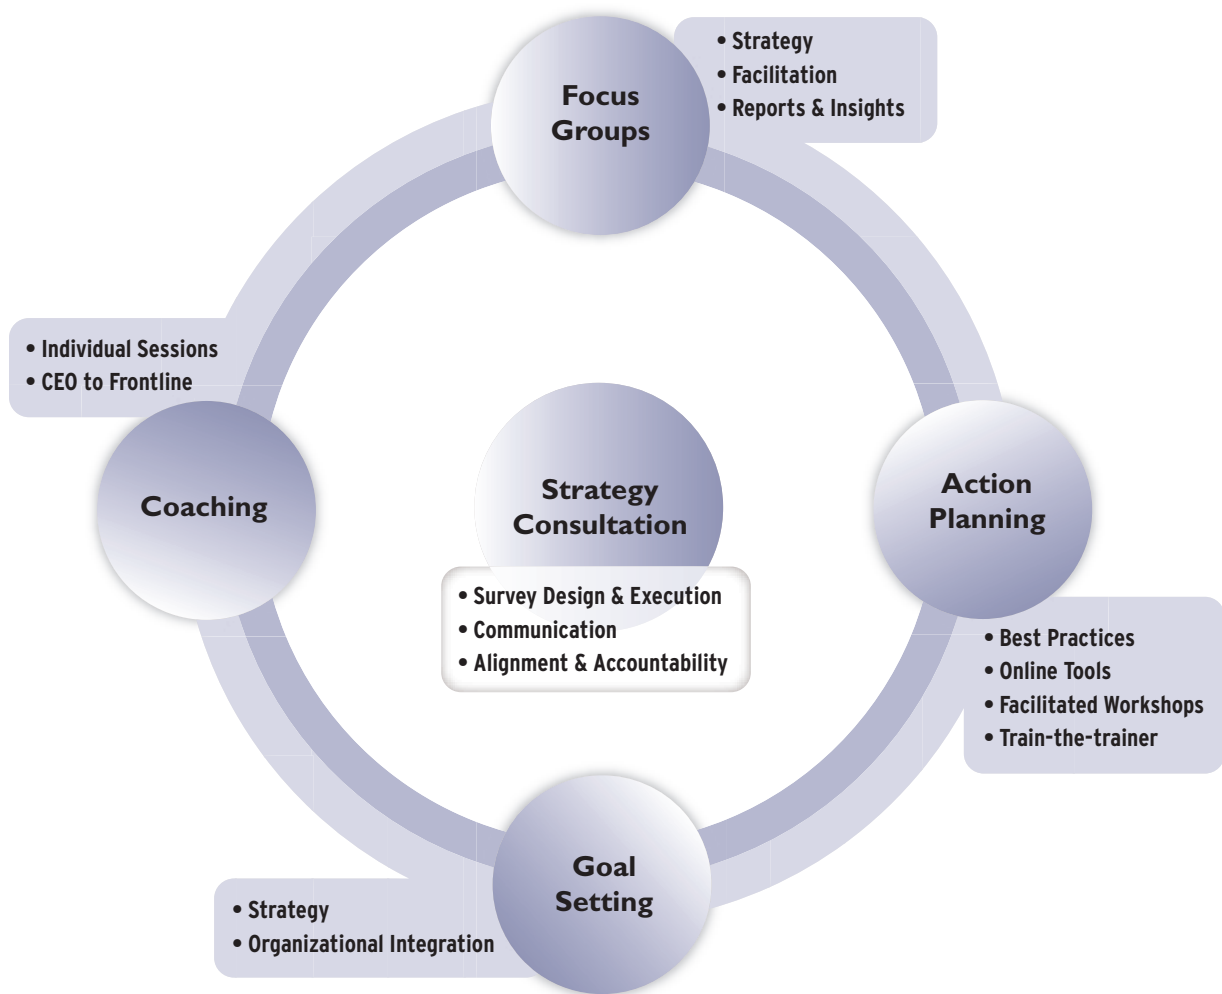 Focus
Groups
• Strategy
• Facilitation
• Reports & Insights
• Individual Sessions
• CEO to Frontline
Coaching
Strategy
Consultation
• Survey Design & Execution
• Communication
• Alignment & Accountability
Action
Planning
• Best Practices
• Online Tools
• Facilitated Workshops
• Train-the-trainer
Goal
Setting
• Strategy
• Organizational Integration